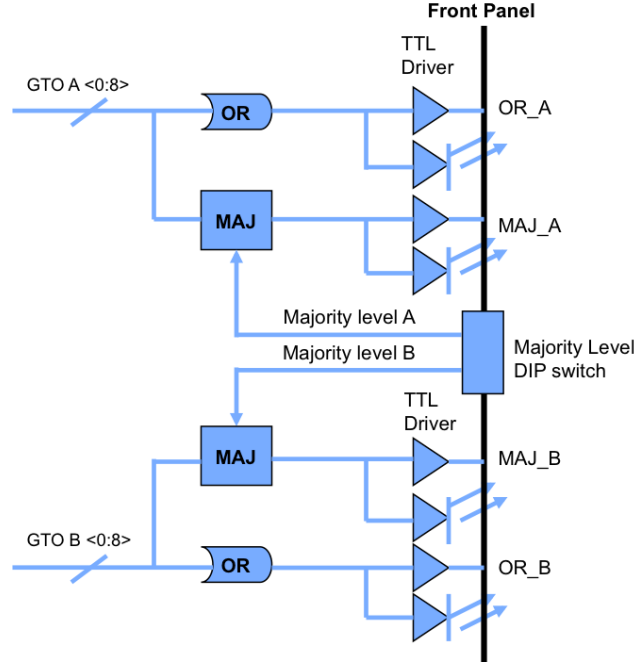 Front Panel
TTL
Driver
GTO A <0:8>
OR
OR_A
MAJ
MAJ_A
Majority level A
Majority level B
Majority Level
DIP switch
TTL
Driver
MAJ
MAJ_B
GTO B <0:8>
OR
OR_B